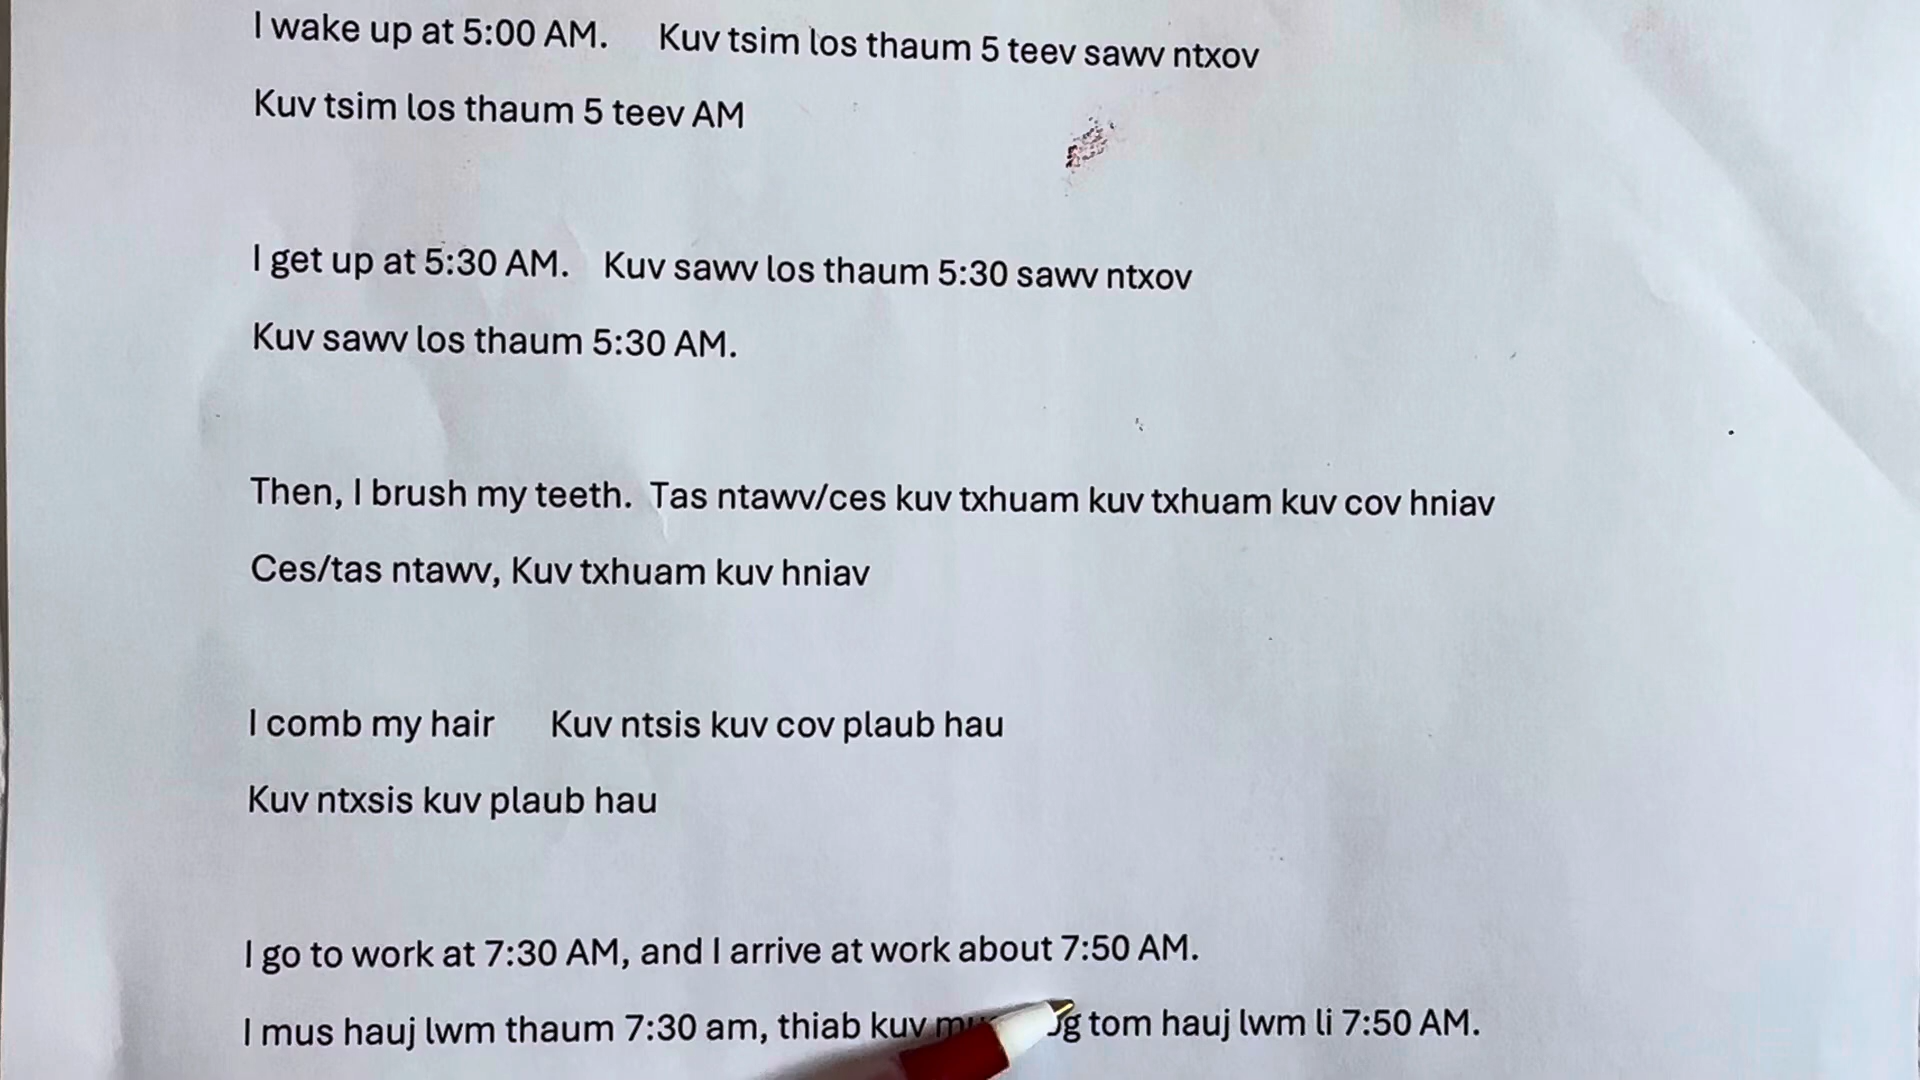 I wake up at 5:00 AM. Kuv tsim los thaum 5 teev sawv ntxov
Kuv tsim los thaum 5 teev AM
I get up at 5:30 AM. Kuv sawv los thaum 5:30 sawv ntxov
Kuv sawv los thaum 5:30 AM.
Then, I brush my teeth. Tas ntawv/ces kuv txhuam kuv txhuam kuv cov hniav
Ces/tas ntawv, Kuv txhuam kuv hniav
I comb my hair Kuv ntsis kuv cov plaub hau
Kuv ntxsis kuv plaub hau
I go to work at 7:30 AM, and I arrive at work about 7:50 AM.
I mus hauj lwm thaum 7:30 am, thiab kuv tom hauj lwm li 7:50 AM.